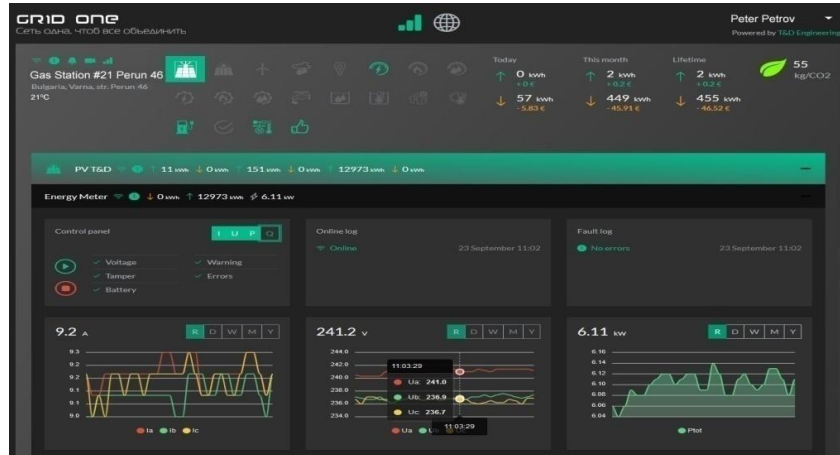 GRID ONE
Сеть одна, чтоб все объединить
Peter Petrov
Powered by T&D Engineering
Gas Station #21 Perun 46
Bulgaria, Varna, str. Perun 46
21°C
Today
↑ 0 kwh
+0 €
↓ 57 kwh
- 5.83 €
This month
↑ 2 kwh
+0.2 €
↓ 449 kwh
-45.91 €
Lifetime
↑ 2 kwh
+0.2 €
↓ 455 kwh
-46.52 €
55
kg/CO2
PV T&D ↑ 11 kwh ↓ 0 kwh ↑ 151 kwh ↓ 0 kwh ↑ 12973 kwh ↓ 0 kwh
Energy Meter ↓ 0 kwh ↑ 12973 kwh 6.11 kw
Control panel I U P Q
Voltage
Warning
Tamper
Errors
Battery
Online log
Online 23 September 11:02
Fault log
No errors 23 September 11:02
9.2 A R D W M Y
9.3
9.2
9.2
9.1
9.1
9.0
Ia Ib Ic
241.2 V R D W M Y
244.0
242.0
240.0
238.0
236.0
234.0
11:03:29
Ua: 241.0
Ub: 236.9
Uc: 236.7
11:03:29
Ua
6.11 kw R D W M Y
6.16
6.14
6.12
6.10
6.08
6.06
6.04
Ptot